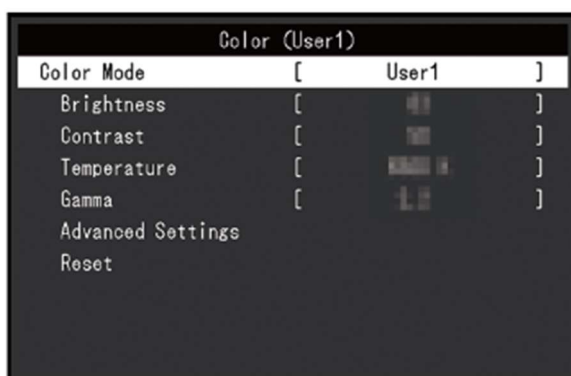 Color (User1)
Color Mode [ User1 ]
Brightness [ ]
Contrast [ ]
Temperature [ ]
Gamma [ ]
Advanced Settings
Reset